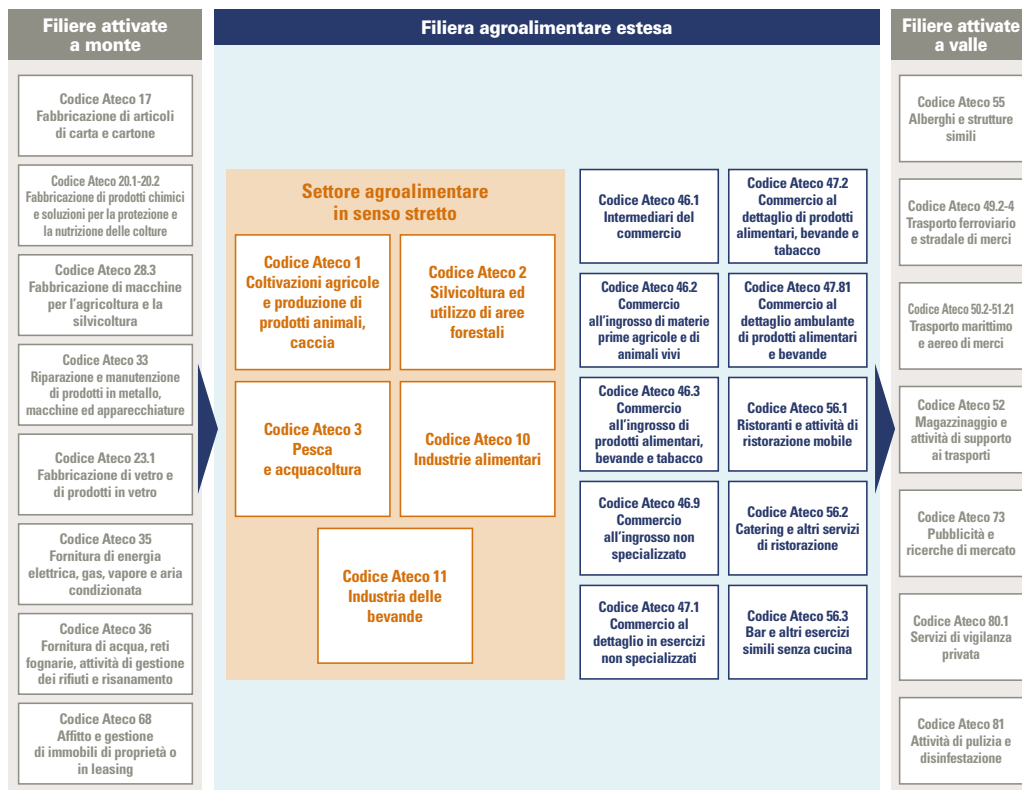 Filiere attivate
a monte
Codice Ateco 17
Fabbricazione di articoli
di carta e cartone
Codice Ateco 20.1-20.2
Fabbricazione di prodotti chimici
e soluzioni per la protezione e
la nutrizione delle colture
Codice Ateco 28.3
Fabbricazione di macchine
per l'agricoltura e la
silvicoltura
Codice Ateco 33
Riparazione e manutenzione
di prodotti in metallo,
macchine ed apparecchiature
Codice Ateco 23.1
Fabbricazione di vetro e
di prodotti in vetro
Codice Ateco 35
Fornitura di energia
elettrica, gas, vapore e aria
condizionata
Codice Ateco 36
Fornitura di acqua, reti
fognarie, attività di gestione
dei rifiuti e risanamento
Codice Ateco 68
Affitto e gestione
di immobili di proprietà o
in leasing
Filiera agroalimentare estesa
Settore agroalimentare
in senso stretto
Codice Ateco 1
Coltivazioni agricole
e produzione di
prodotti animali,
caccia
Codice Ateco 2
Silvicoltura ed
utilizzo di aree
forestali
Codice Ateco 3
Pesca
e acquacoltura
Codice Ateco 10
Industrie alimentari
Codice Ateco 11
Industria delle
bevande
Codice Ateco 46.1
Intermediari del
commercio
Codice Ateco 47.2
Commercio al
dettaglio di prodotti
alimentari, bevande e
tabacco
Codice Ateco 46.2
Commercio
all'ingrosso di materie
prime agricole e di
animali vivi
Codice Ateco 47.81
Commercio al
dettaglio ambulante
di prodotti alimentari
e bevande
Codice Ateco 46.3
Commercio
all'ingrosso di
prodotti alimentari,
bevande e tabacco
Codice Ateco 56.1
Ristoranti e attività di
ristorazione mobile
Codice Ateco 46.9
Commercio
all'ingrosso non
specializzato
Codice Ateco 56.2
Catering e altri servizi
di ristorazione
Codice Ateco 47.1
Commercio al
dettaglio in esercizi
non specializzati
Codice Ateco 56.3
Bar e altri esercizi
simili senza cucina
Filiere attivate
a valle
Codice Ateco 55
Alberghi e strutture
simili
Codice Ateco 49.2-4
Trasporto ferroviario
e stradale di merci
Codice Ateco 50.2-51.21
Trasporto marittimo
e aereo di merci
Codice Ateco 52
Magazzinaggio e
attività di supporto
ai trasporti
Codice Ateco 73
Pubblicità e
ricerche di mercato
Codice Ateco 80.1
Servizi di vigilanza
privata
Codice Ateco 81
Attività di pulizia e
disinfestazione